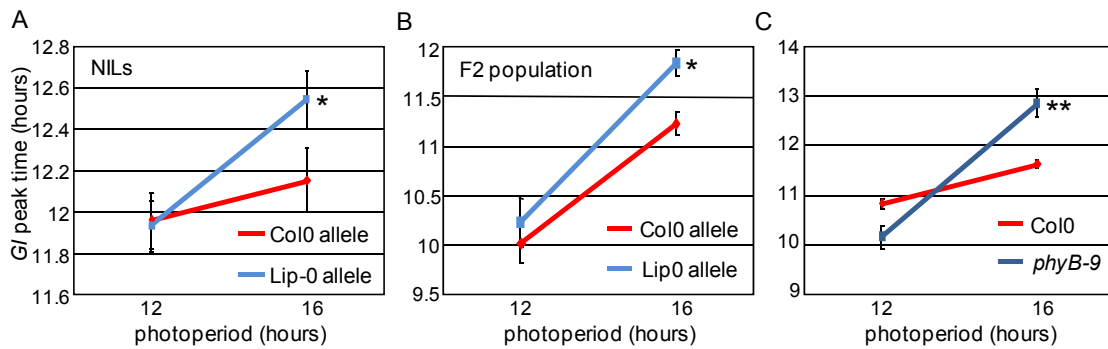 A
GI peak time (hours)
12.8
12.6
12.4
12.2
12
11.8
11.6
NILs
*
Col0 allele
Lip-0 allele
12
16
photoperiod (hours)
B
12
11.5
11
10.5
10
9.5
F2 population
*
Col0 allele
Lip0 allele
12
16
photoperiod (hours)
C
14
13
12
11
10
9
**
Col0
phyB-9
12
16
photoperiod (hours)